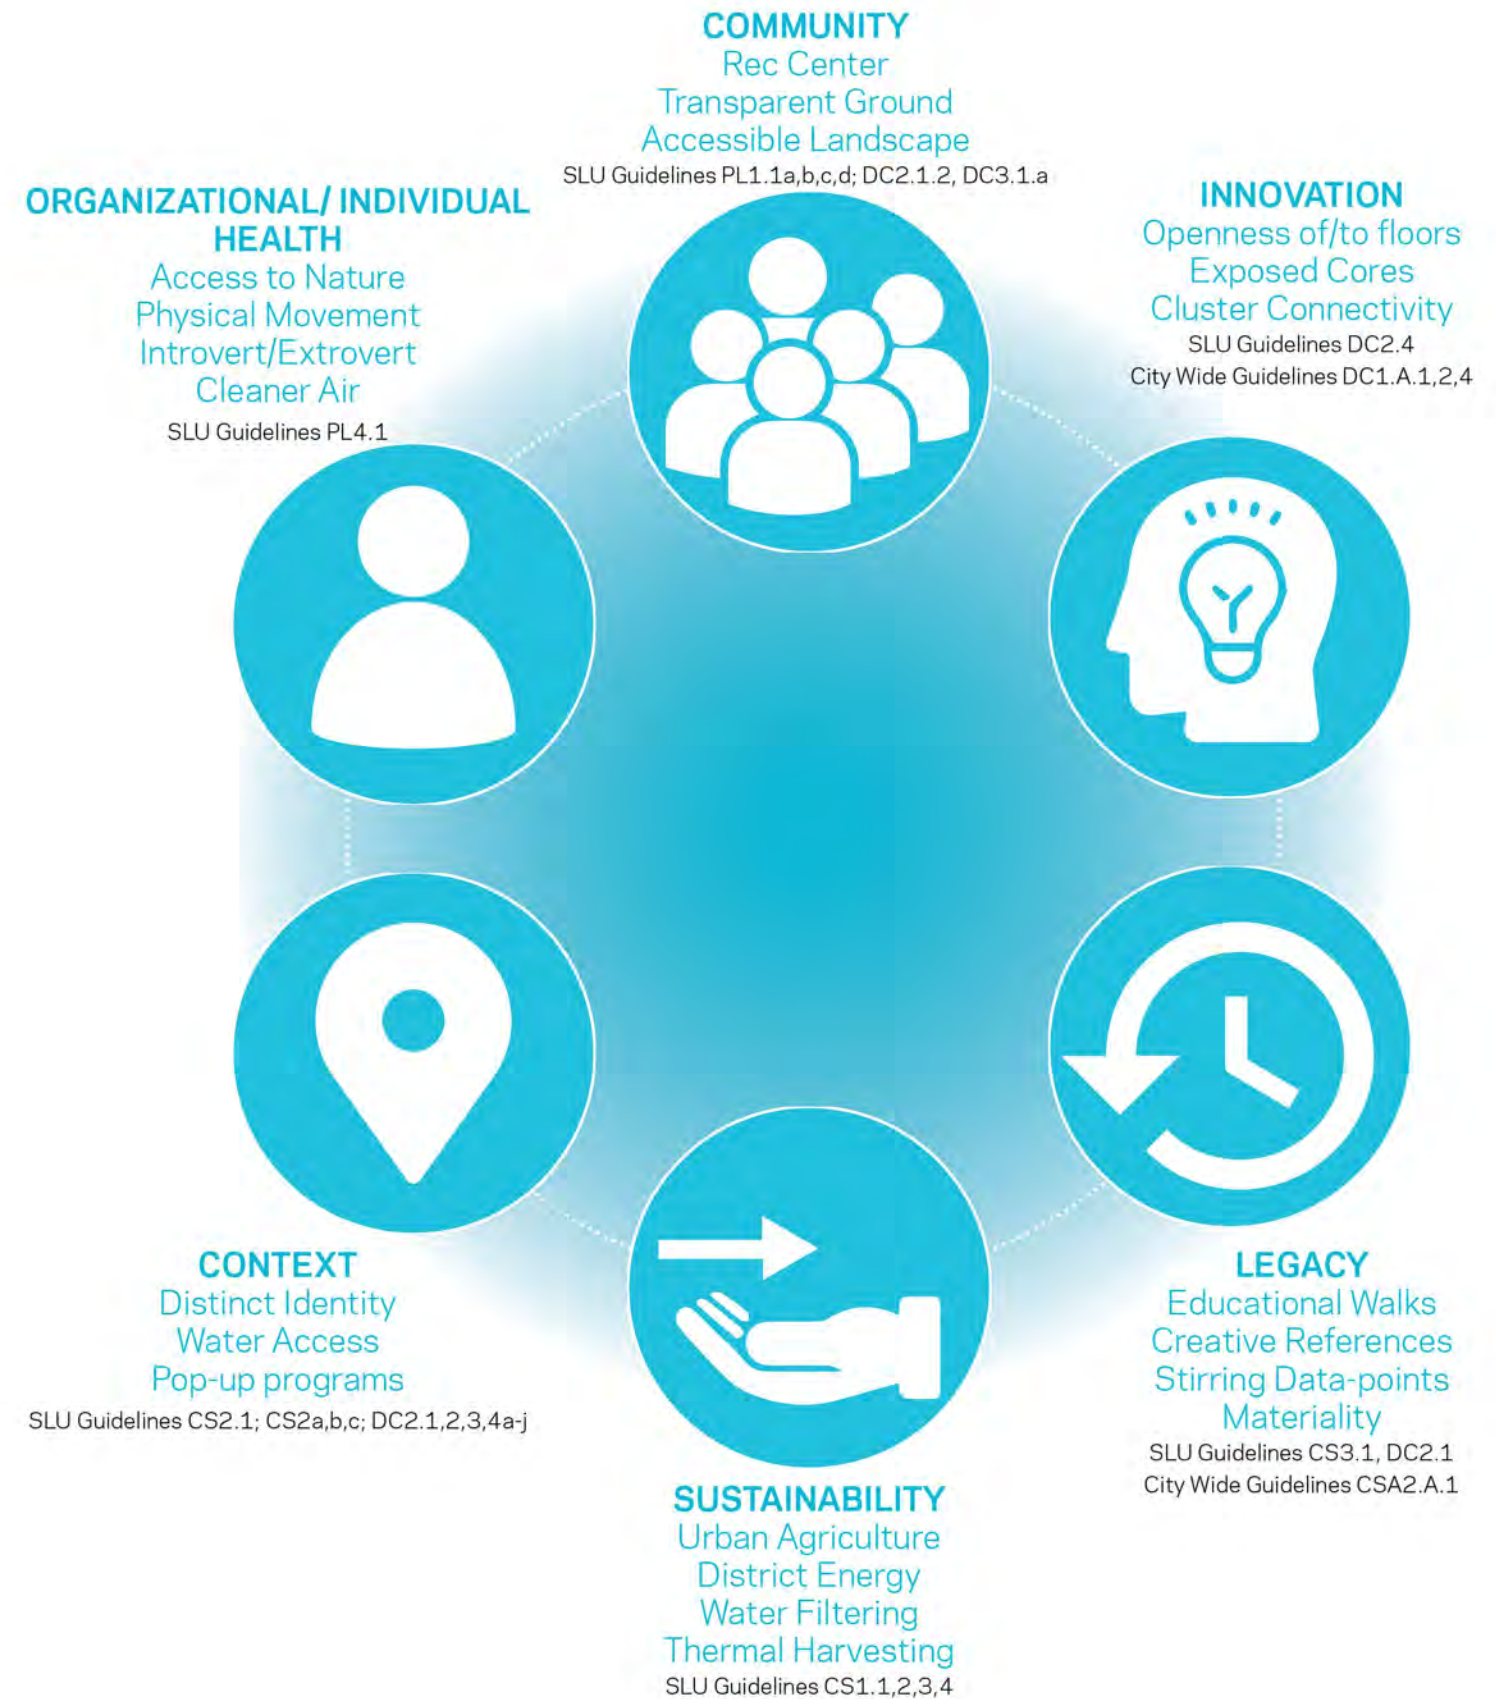 COMMUNITY
Rec Center
Transparent Ground
Accessible Landscape
SLU Guidelines PL1.1a,b,c,d; DC2.1.2, DC3.1.a
ORGANIZATIONAL/ INDIVIDUAL
HEALTH
Access to Nature
Physical Movement
Introvert/Extrovert
Cleaner Air
SLU Guidelines PL4.1
INNOVATION
Openness of/to floors
Exposed Cores
Cluster Connectivity
SLU Guidelines DC2.4
City Wide Guidelines DC1.A.1,2,4
CONTEXT
Distinct Identity
Water Access
Pop-up programs
SLU Guidelines CS2.1; CS2a,b,c; DC2.1,2,3,4a-j
LEGACY
Educational Walks
Creative References
Stirring Data-points
Materiality
SLU Guidelines CS3.1, DC2.1
City Wide Guidelines CSA2.A.1
SUSTAINABILITY
Urban Agriculture
District Energy
Water Filtering
Thermal Harvesting
SLU Guidelines CS1.1,2,3,4